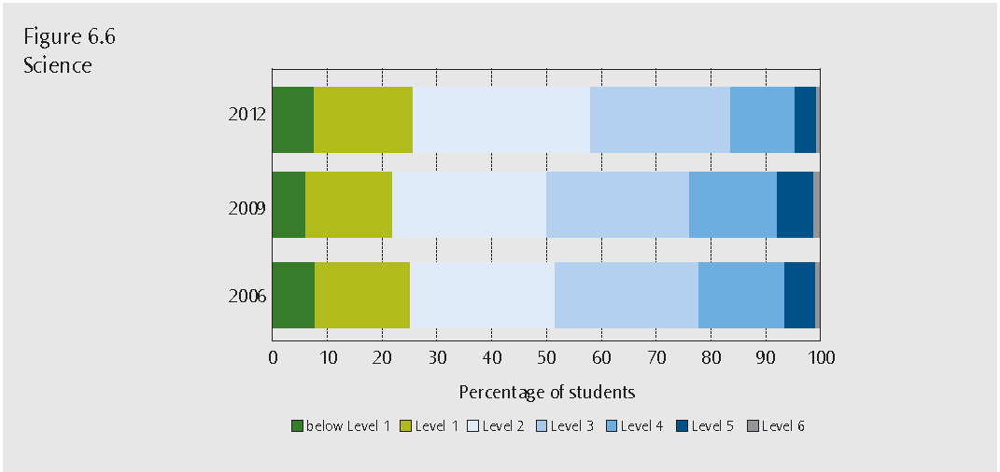 Figure 6.6
Science
2012
2009
2006
0 10 20 30 40 50 60 70 80 90 100
Percentage of students
below Level 1 Level 1 Level 2 Level 3 Level 4 Level 5 Level 6